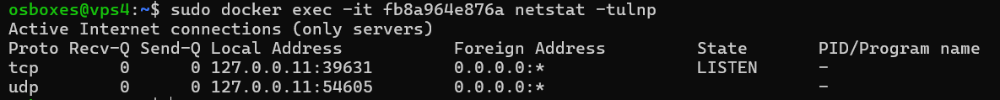 osboxes@vps4:~$ sudo docker exec -it fb8a964e876a netstat -tulnp
Active Internet connections (only servers)
Proto Recv-Q Send-Q Local Address           Foreign Address         State       PID/Program name
tcp        0      0 127.0.0.11:39631        0.0.0.0:*               LISTEN      -
udp        0      0 127.0.0.11:54605        0.0.0.0:*                           -